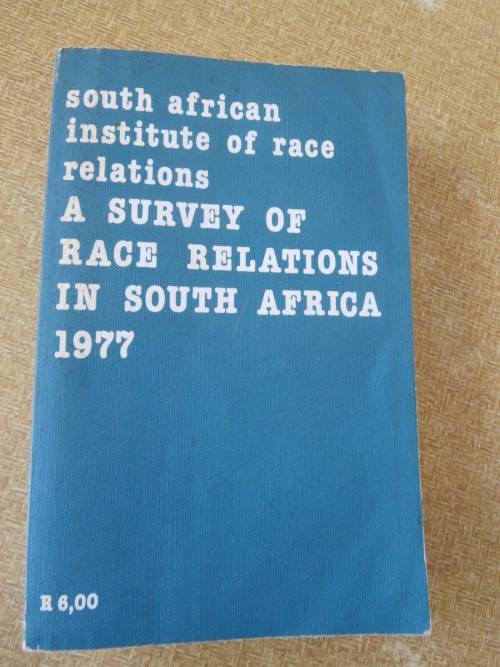 south african
institute of race
relations
A SURVEY OF
RACE RELATIONS
IN SOUTH AFRICA
1977
R 6,00